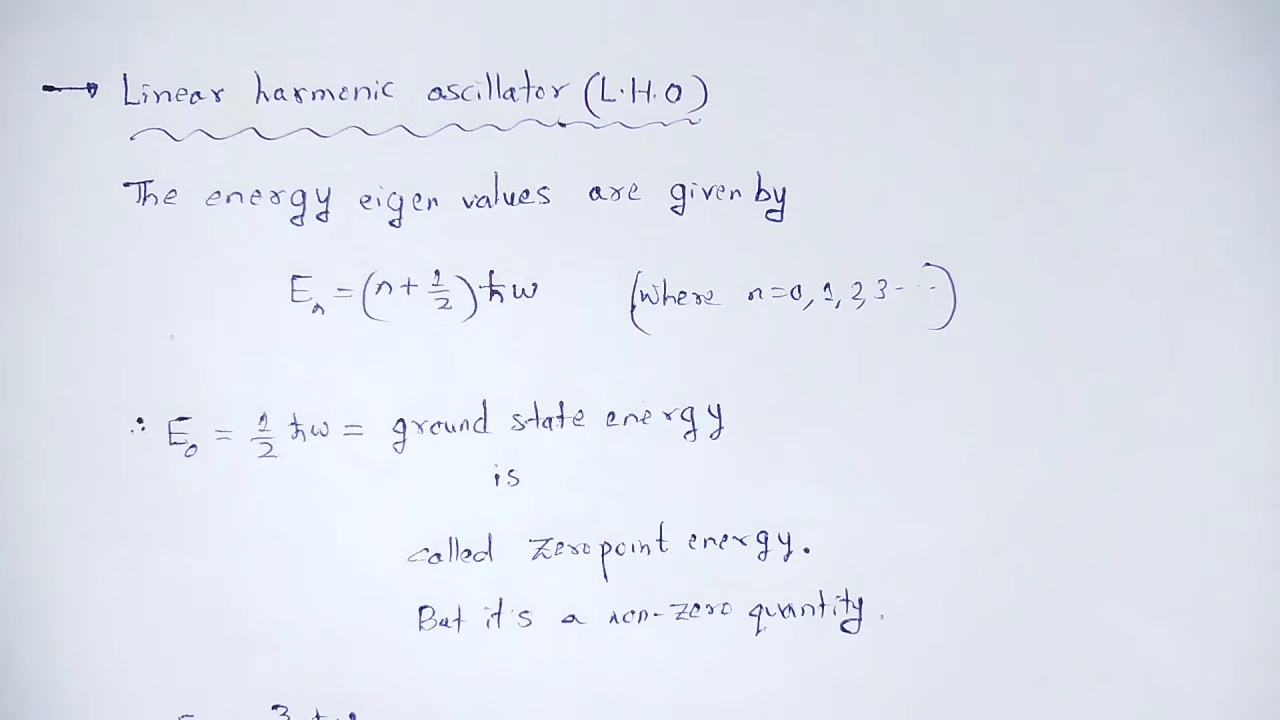 → Linear harmonic ascillator (L.H.O)
The energy eigen values are given by
Eₙ = (n + 1/2) ħω (where n=0, 1, 2, 3 - ...)
∴ E₀ = 1/2 ħω = ground state energy
is
called zero point energy.
But it's a non-zero quantity.